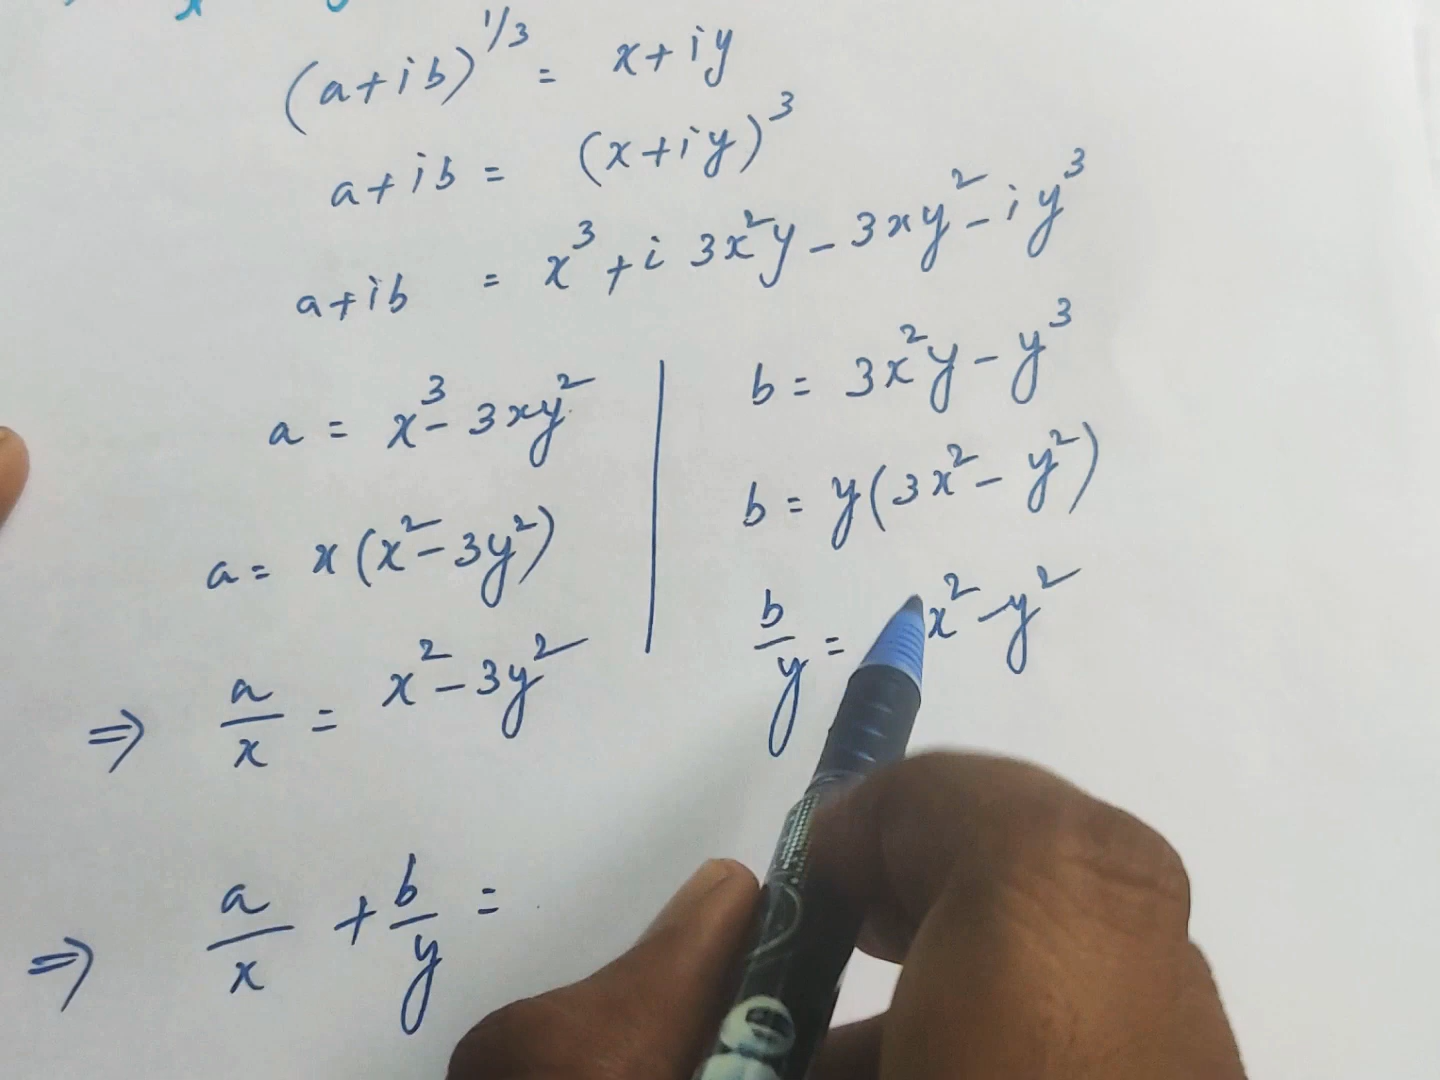 (a+ib)^{1/3} = x+iy
a+ib = (x+iy)^3
a+ib = x^3+i 3x^2y-3xy^2-iy^3
a = x^3-3xy^2
a = x(x^2-3y^2)
⇒ a/x = x^2-3y^2
b = 3x^2y-y^3
b = y(3x^2-y^2)
b/y = x^2-y^2
⇒ a/x + b/y =